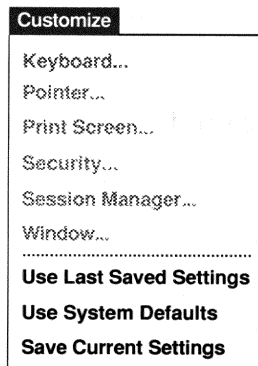 Customize
Keyboard...
Pointer...
Print Screen...
Security...
Session Manager...
Window...
Use Last Saved Settings
Use System Defaults
Save Current Settings